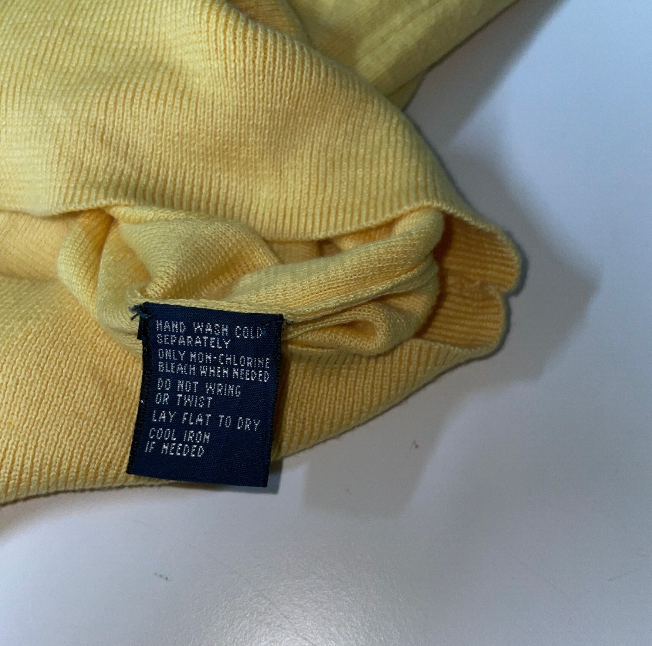 HAND WASH COLD
SEPARATELY
ONLY NON-CHLORINE
BLEACH WHEN NEEDED
DO NOT WRING
OR TWIST
LAY FLAT TO DRY
COOL IRON
IF NEEDED